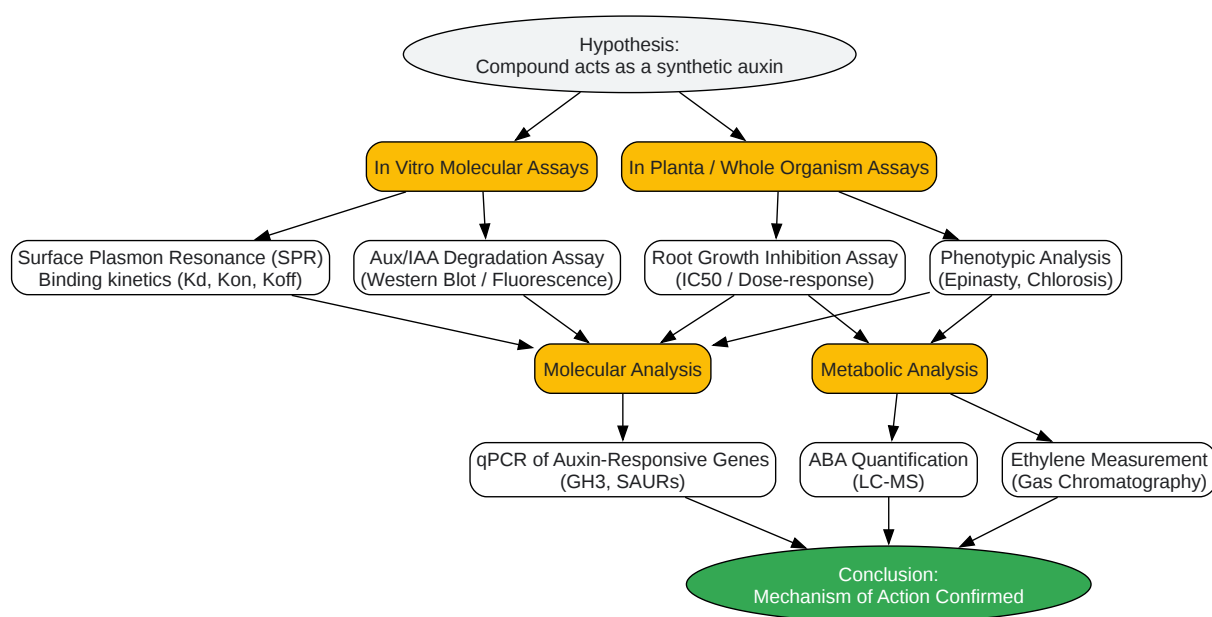 Hypothesis:
Compound acts as a synthetic auxin
In Vitro Molecular Assays
In Planta / Whole Organism Assays
Surface Plasmon Resonance (SPR)
Binding kinetics (Kd, Kon, Koff)
Aux/IAA Degradation Assay
(Western Blot / Fluorescence)
Root Growth Inhibition Assay
(IC50 / Dose-response)
Phenotypic Analysis
(Epinasty, Chlorosis)
Molecular Analysis
Metabolic Analysis
qPCR of Auxin-Responsive Genes
(GH3, SAURs)
ABA Quantification
(LC-MS)
Ethylene Measurement
(Gas Chromatography)
Conclusion:
Mechanism of Action Confirmed